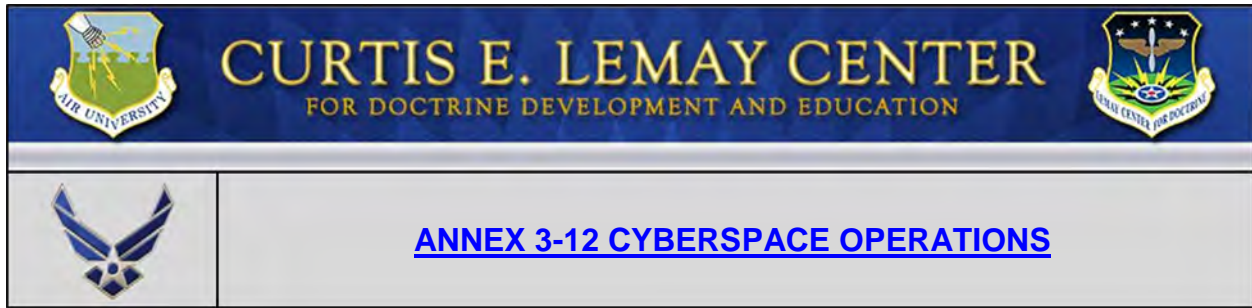 CURTIS E. LEMAY CENTER
FOR DOCTRINE DEVELOPMENT AND EDUCATION
AIR UNIVERSITY
LEMAY CENTER FOR DOCTRINE
ANNEX 3-12 CYBERSPACE OPERATIONS